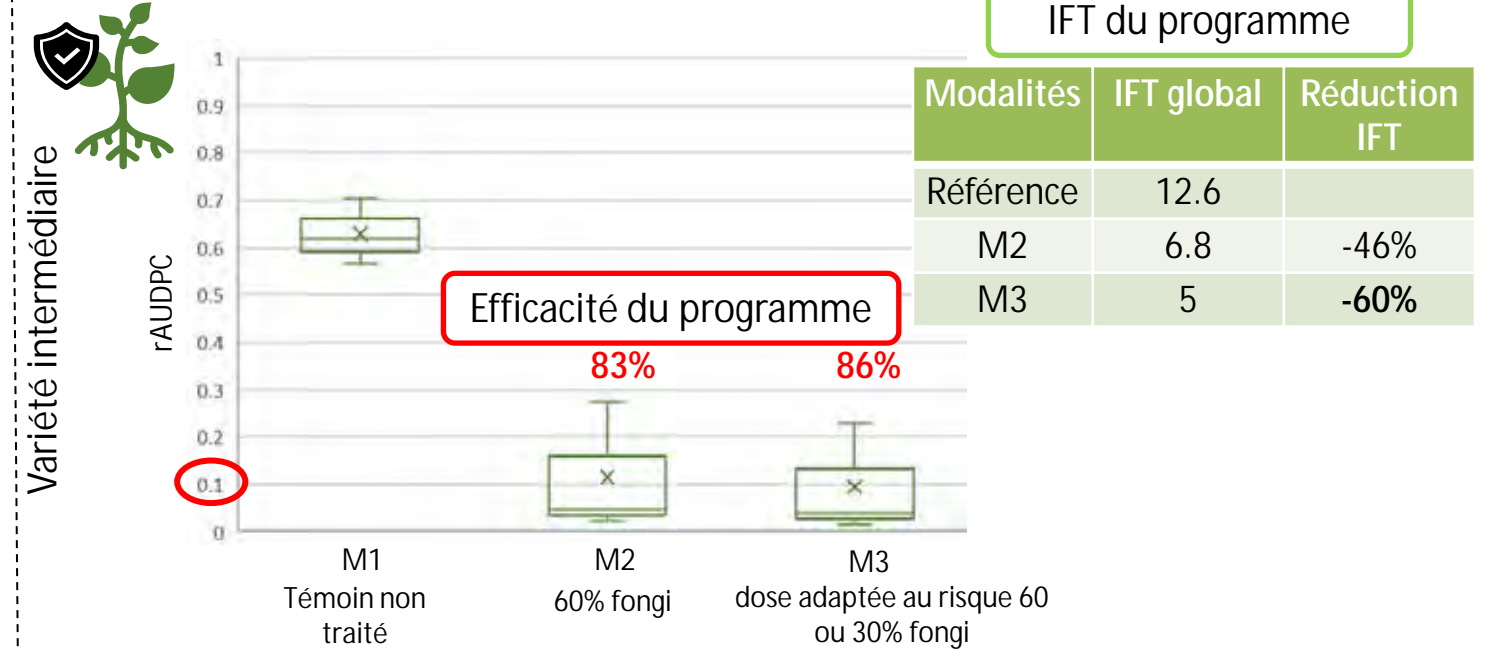 IFT du programme
Modalités IFT global Réduction
IFT
Référence 12.6
M2 6.8 -46%
M3 5 -60%
Variété intermédiaire
rAUDPC
1
0.9
0.8
0.7
0.6
0.5
0.4
0.3
0.2
0.1
0
Efficacité du programme
83% 86%
M1 M2 M3
Témoin non
traité
60% fongi
dose adaptée au risque 60
ou 30% fongi